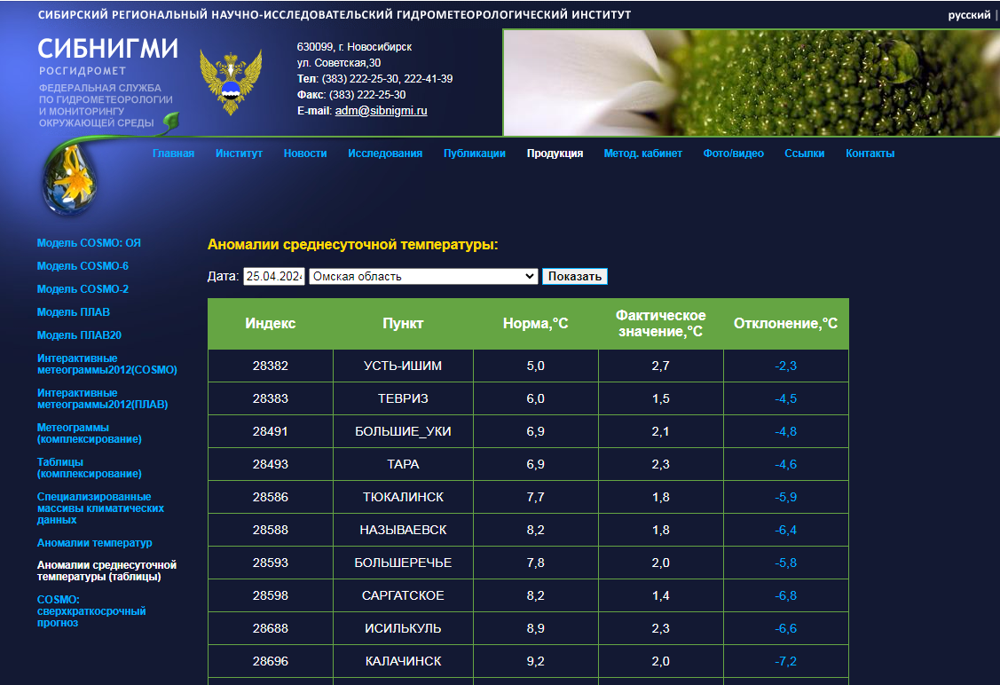 СИБИРСКИЙ РЕГИОНАЛЬНЫЙ НАУЧНО-ИССЛЕДОВАТЕЛЬСКИЙ ГИДРОМЕТЕОРОЛОГИЧЕСКИЙ ИНСТИТУТ
русский |
СИБНИГМИ
РОСГИДРОМЕТ
ФЕДЕРАЛЬНАЯ СЛУЖБА
ПО ГИДРОМЕТЕОРОЛОГИИ
И МОНИТОРИНГУ
ОКРУЖАЮЩЕЙ СРЕДЫ
630099, г. Новосибирск
ул. Советская,30
Тел: (383) 222-25-30, 222-41-39
Факс: (383) 222-25-30
E-mail: adm@sibnigmi.ru
Главная Институт Новости Исследования Публикации Продукция Метод. кабинет Фото/видео Ссылки Контакты
Модель COSMO: ОЯ
Модель COSMO-6
Модель COSMO-2
Модель ПЛАВ
Модель ПЛАВ20
Интерактивные
метеограммы2012(COSMO)
Интерактивные
метеограммы2012(ПЛАВ)
Метеограммы
(комплексирование)
Таблицы
(комплексирование)
Специализированные
массивы климатических
данных
Аномалии температур
Аномалии среднесуточной
температуры (таблицы)
COSMO:
сверхкраткосрочный
прогноз
Аномалии среднесуточной температуры:
Дата: 25.04.2024 Омская область Показать
Индекс Пункт Норма,°C Фактическое значение,°C Отклонение,°C
28382 УСТЬ-ИШИМ 5,0 2,7 -2,3
28383 ТЕВРИЗ 6,0 1,5 -4,5
28491 БОЛЬШИЕ_УКИ 6,9 2,1 -4,8
28493 ТАРА 6,9 2,3 -4,6
28586 ТЮКАЛИНСК 7,7 1,8 -5,9
28588 НАЗЫВАЕВСК 8,2 1,8 -6,4
28593 БОЛЬШЕРЕЧЬЕ 7,8 2,0 -5,8
28598 САРГАТСКОЕ 8,2 1,4 -6,8
28688 ИСИЛЬКУЛЬ 8,9 2,3 -6,6
28696 КАЛАЧИНСК 9,2 2,0 -7,2